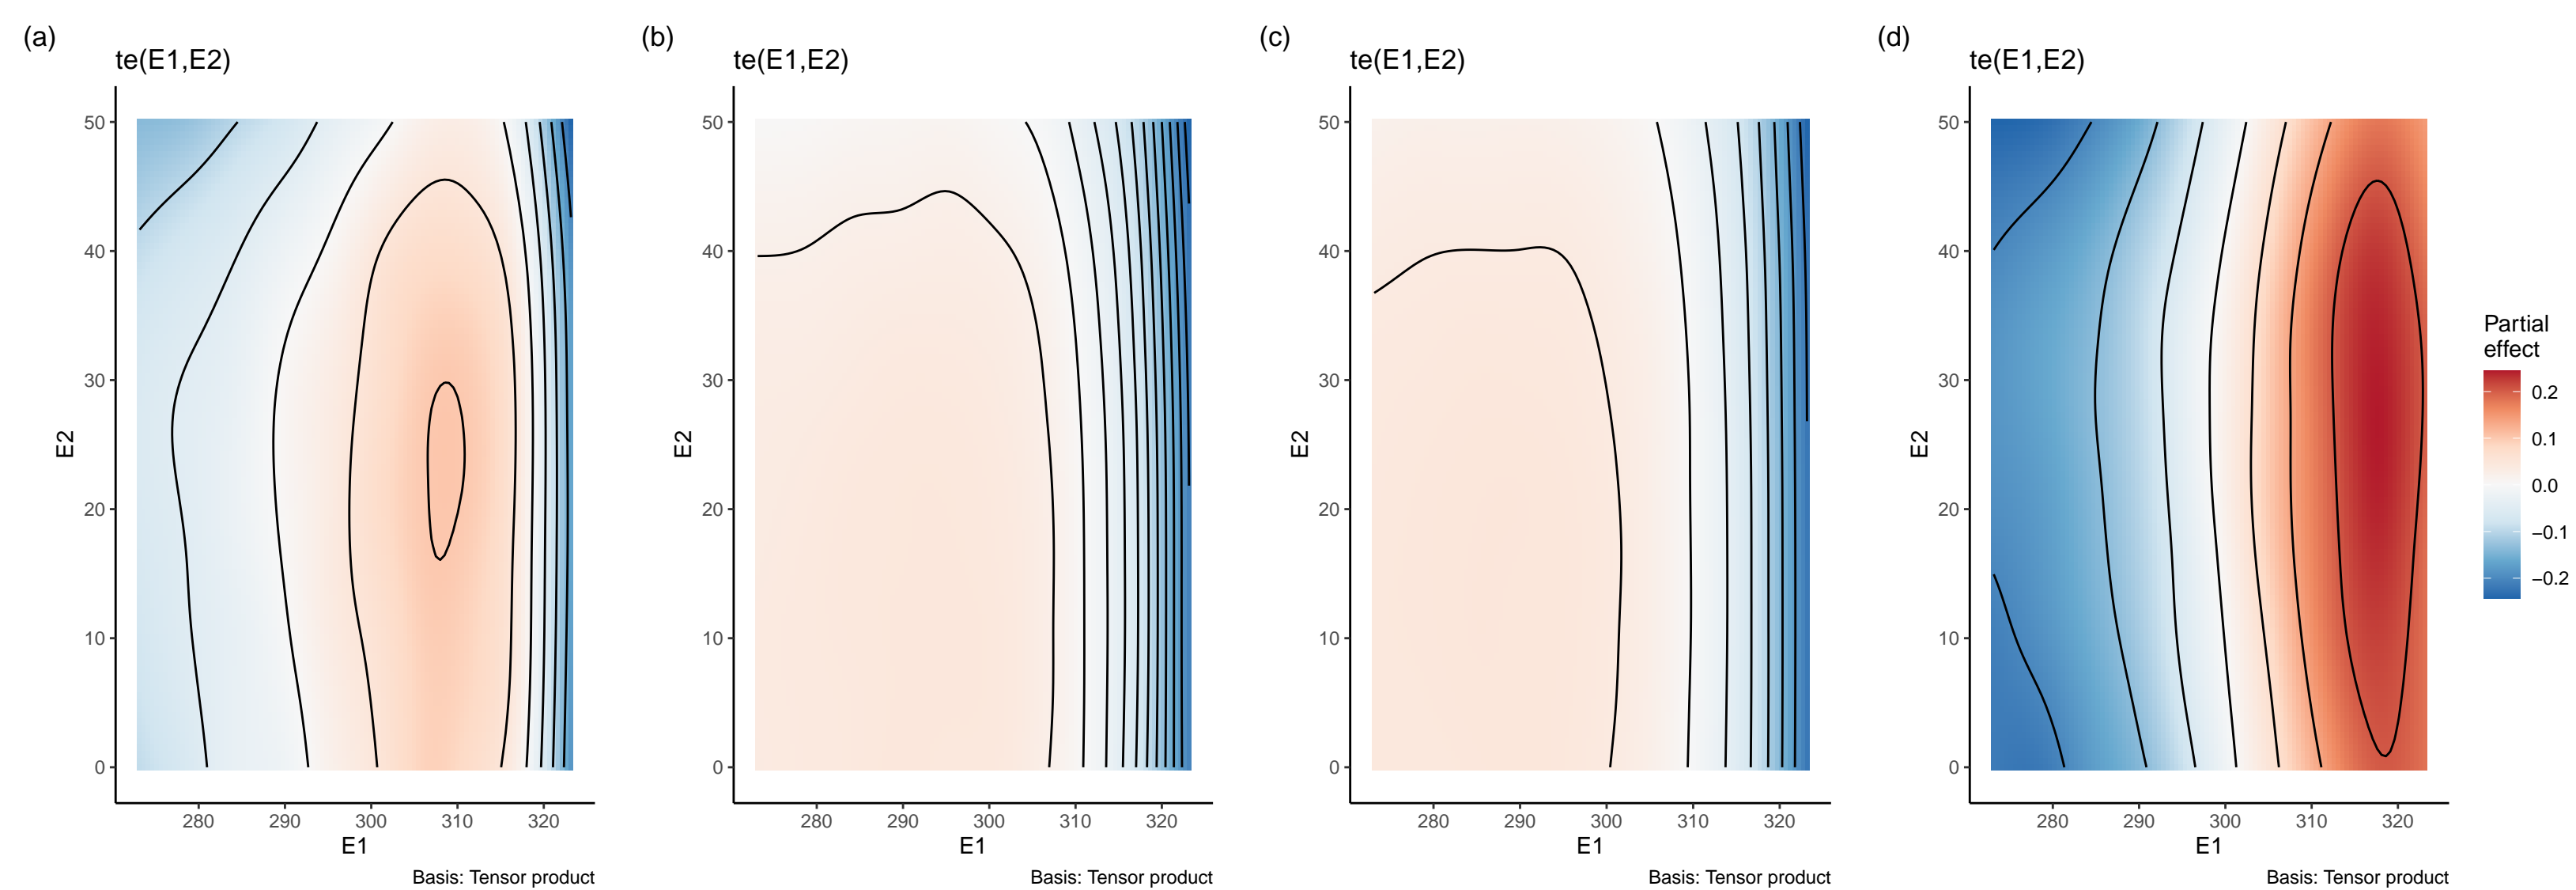 (a)
te(E1,E2)
50
40
30
20
10
0
E2
280 290 300 310 320
E1
Basis: Tensor product
(b)
te(E1,E2)
50
40
30
20
10
0
E2
280 290 300 310 320
E1
Basis: Tensor product
(c)
te(E1,E2)
50
40
30
20
10
0
E2
280 290 300 310 320
E1
Basis: Tensor product
(d)
te(E1,E2)
50
40
30
20
10
0
E2
280 290 300 310 320
E1
Basis: Tensor product
Partial
effect
0.2
0.1
0.0
−0.1
−0.2